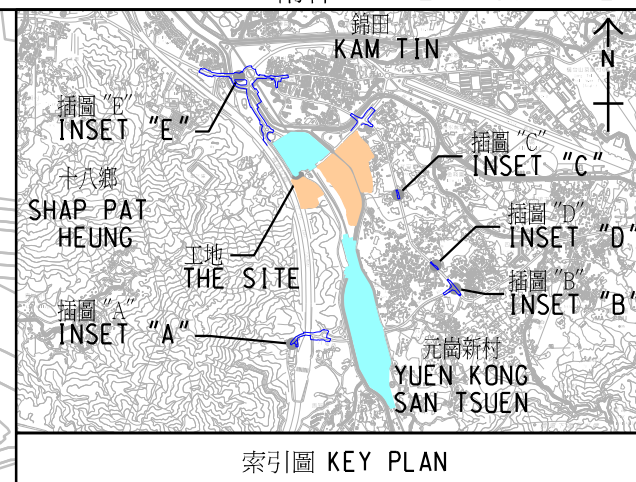 錦田
KAM TIN
N
插圖 "E"
INSET "E"
插圖 "C"
INSET "C"
十八鄉
SHAP PAT
HEUNG
插圖 "D"
INSET "D"
工地
THE SITE
插圖 "B"
INSET "B"
插圖 "A"
INSET "A"
元崗新村
YUEN KONG
SAN TSUEN
索引圖 KEY PLAN